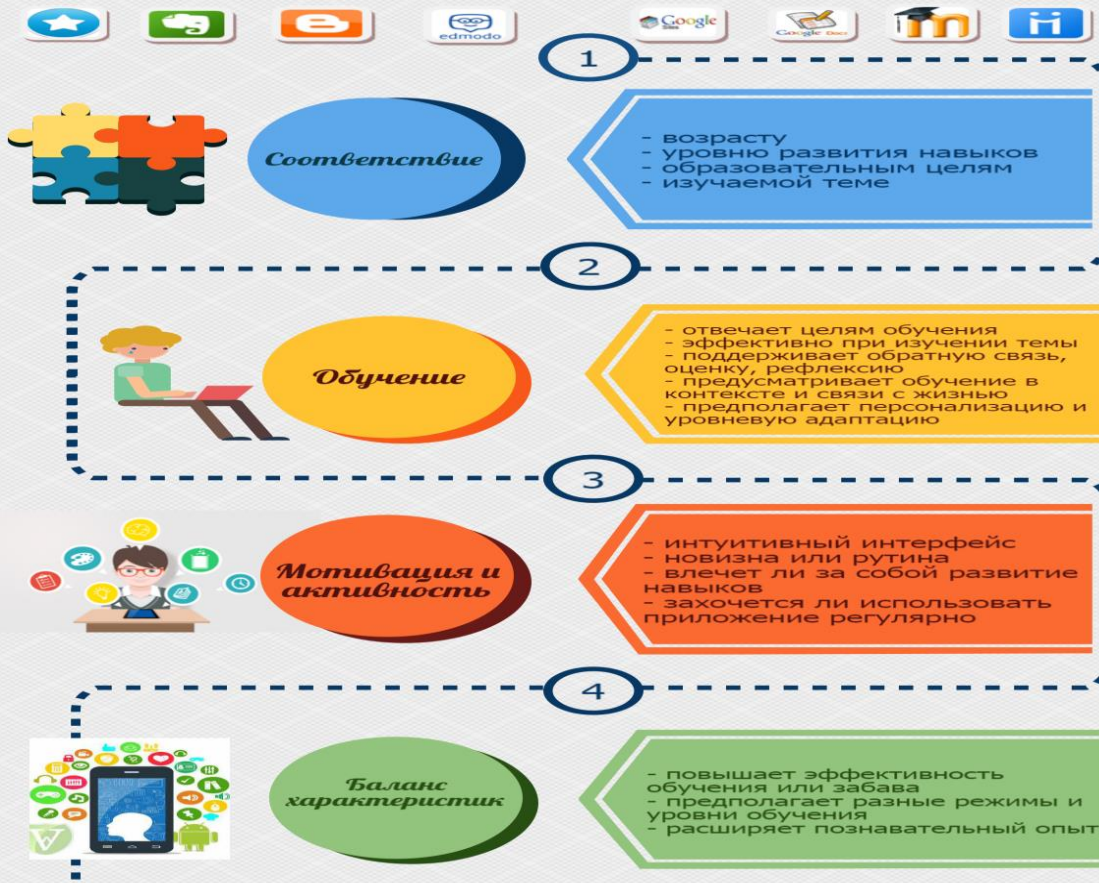 edmodo
Google
Sites
Google Docs
1
Соответствие
- возрасту
- уровню развития навыков
- образовательным целям
- изучаемой теме
2
Обучение
- отвечает целям обучения
- эффективно при изучении темы
- поддерживает обратную связь,
оценку, рефлексию
- предусматривает обучение в
контексте и связи с жизнью
- предполагает персонализацию и
уровневую адаптацию
3
Мотивация и
активность
- интуитивный интерфейс
- новизна или рутина
- влечет ли за собой развитие
навыков
- захочется ли использовать
приложение регулярно
4
Баланс
характеристик
- повышает эффективность
обучения или забава
- предполагает разные режимы и
уровни обучения
- расширяет познавательный опыт